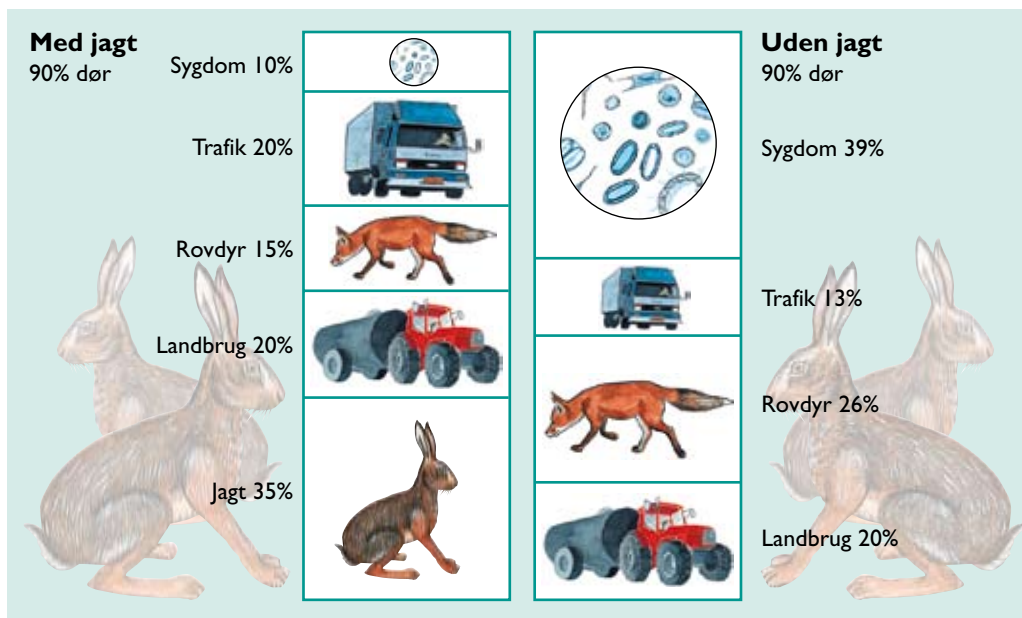 Med jagt
90% dør
Sygdom 10%
Trafik 20%
Rovdyr 15%
Landbrug 20%
Jagt 35%
Uden jagt
90% dør
Sygdom 39%
Trafik 13%
Rovdyr 26%
Landbrug 20%